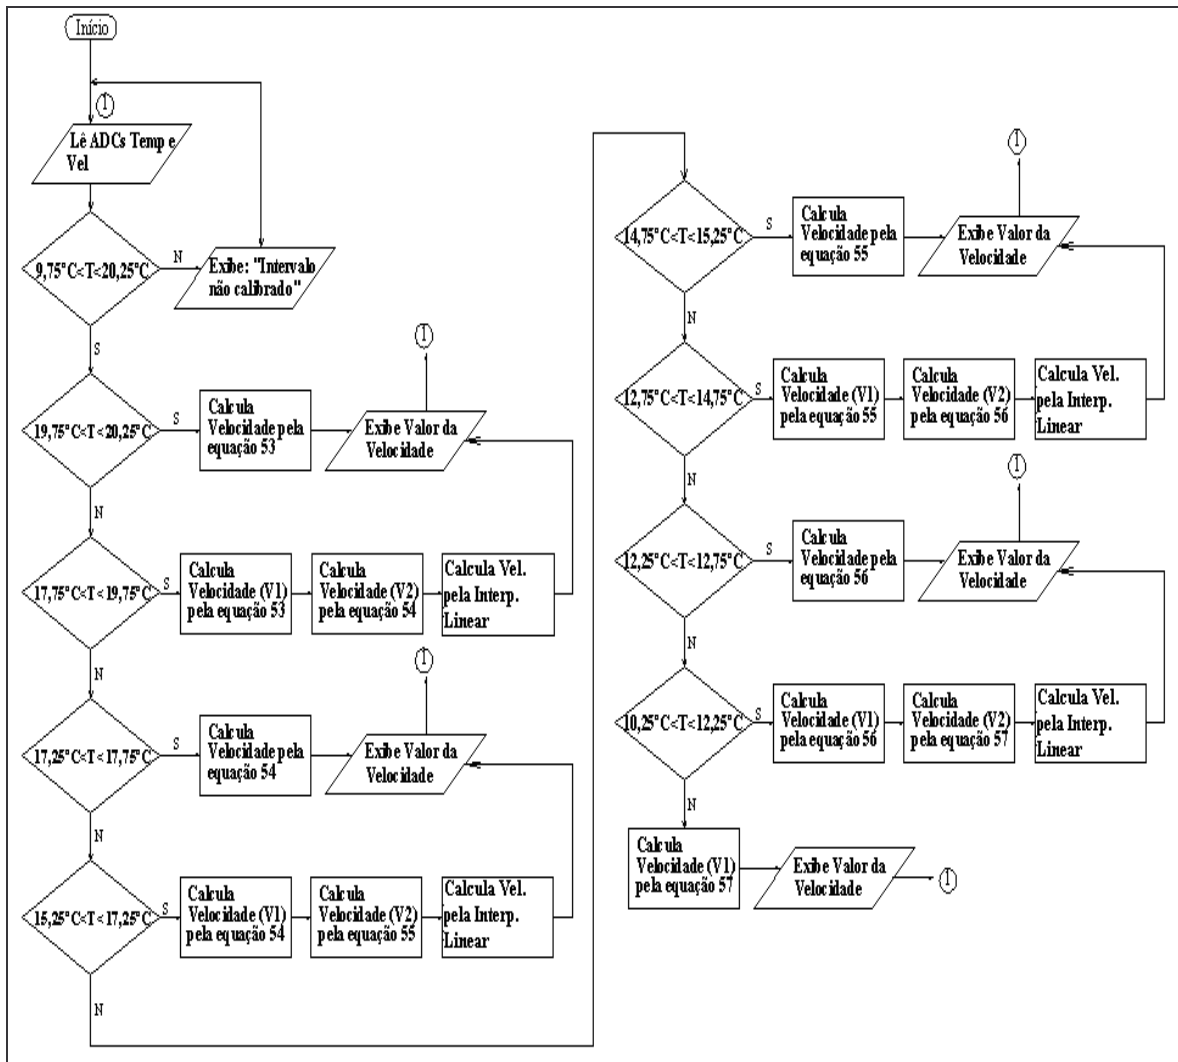 Início
1
Lê ADCs Temp e
Vel
9,75°C<T<20,25°C
N
Exibe: "Intervalo
não calibrado"
S
1
19,75°C<T<20,25°C
S
Calcula
Velocidade pela
equação 53
Exibe Valor da
Velocidade
N
17,75°C<T<19,75°C
S
Calcula
Velocidade (V1)
pela equação 53
Calcula
Velocidade (V2)
pela equação 54
Calcula Vel.
pela Interp.
Linear
N
1
17,25°C<T<17,75°C
S
Calcula
Velocidade pela
equação 54
Exibe Valor da
Velocidade
N
15,25°C<T<17,25°C
S
Calcula
Velocidade (V1)
pela equação 54
Calcula
Velocidade (V2)
pela equação 55
Calcula Vel.
pela Interp.
Linear
N
1
14,75°C<T<15,25°C
S
Calcula
Velocidade pela
equação 55
Exibe Valor da
Velocidade
N
12,75°C<T<14,75°C
S
Calcula
Velocidade (V1)
pela equação 55
Calcula
Velocidade (V2)
pela equação 56
Calcula Vel.
pela Interp.
Linear
N
1
12,25°C<T<12,75°C
S
Calcula
Velocidade pela
equação 56
Exibe Valor da
Velocidade
N
10,25°C<T<12,25°C
S
Calcula
Velocidade (V1)
pela equação 56
Calcula
Velocidade (V2)
pela equação 57
Calcula Vel.
pela Interp.
Linear
N
Calcula
Velocidade (V1)
pela equação 57
Exibe Valor da
Velocidade
1